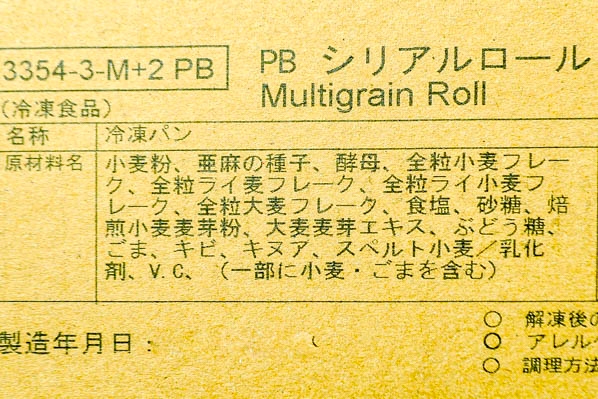 3354-3-M+2 PB
PB シリアルロール
Multigrain Roll
(冷凍食品)
名称 冷凍パン
原材料名 小麦粉、亜麻の種子、酵母、全粒小麦フレー
ク、全粒ライ麦フレーク、全粒ライ小麦フ
レーク、全粒大麦フレーク、食塩、砂糖、焙
煎小麦麦芽粉、大麦麦芽エキス、ぶどう糖、
ごま、キビ、キヌア、スペルト小麦／乳化
剤、V.C、（一部に小麦・ごまを含む）
製造年月日：
○ 解凍後の
○ アレルゲ
○ 調理方法